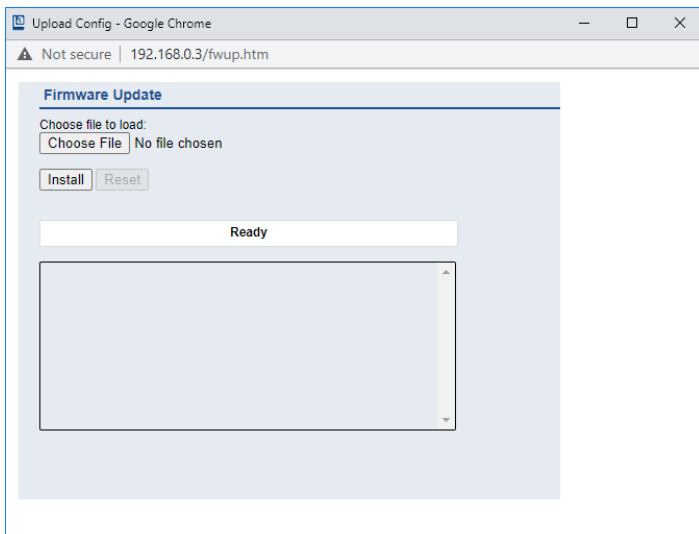 Upload Config - Google Chrome
Not secure | 192.168.0.3/fwup.htm
Firmware Update
Choose file to load:
Choose File No file chosen
Install Reset
Ready